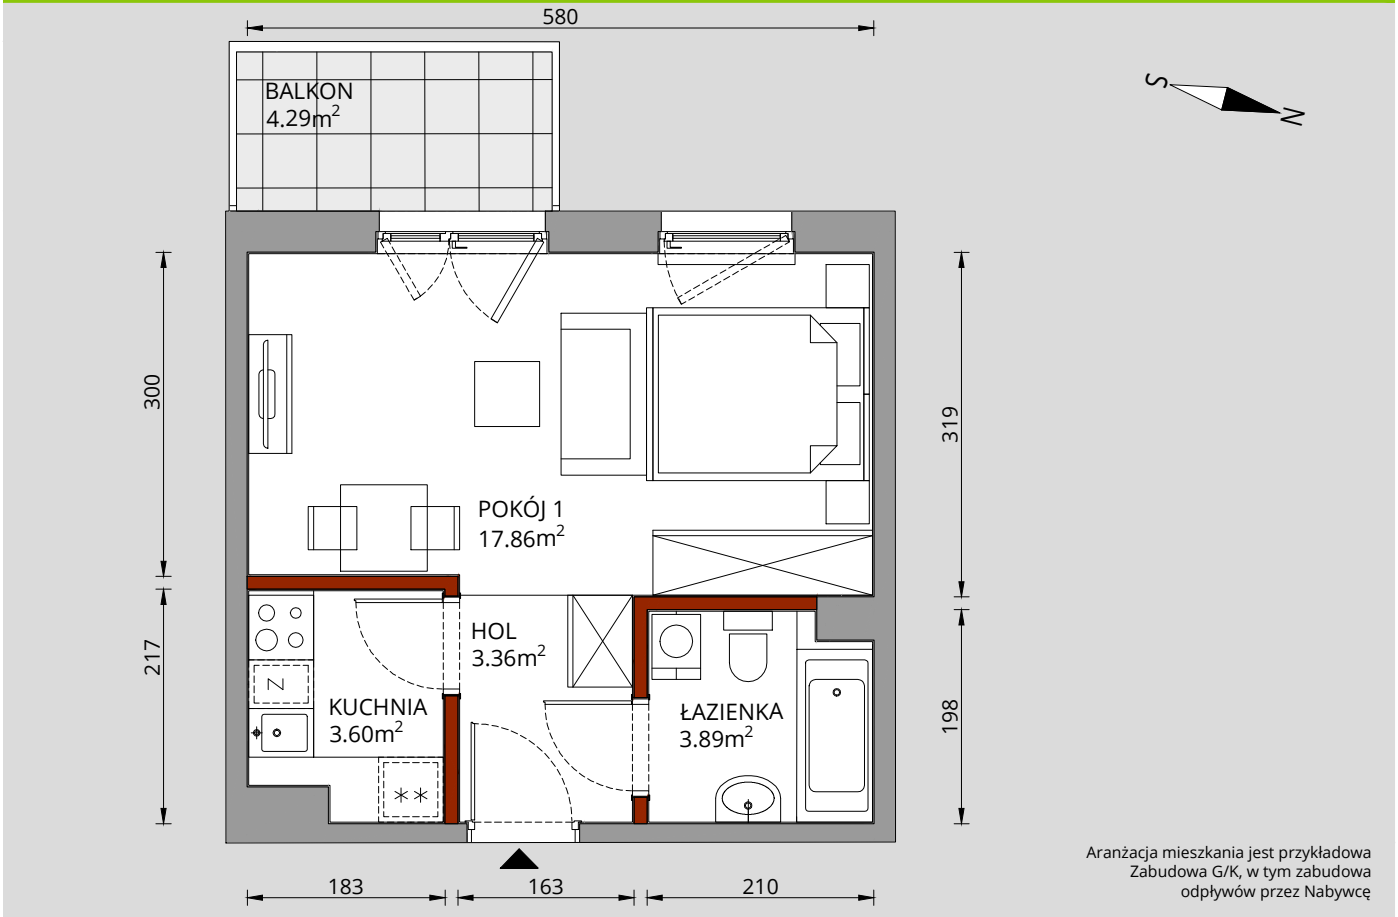 580
BALKON
4.29m²
S
N
300
319
POKÓJ 1
17.86m²
217
HOL
3.36m²
Z
KUCHNIA
3.60m²
ŁAZIENKA
3.89m²
198
**
183
163
210
Aranżacja mieszkania jest przykładowa
Zabudowa G/K, w tym zabudowa
odpływów przez Nabywcę